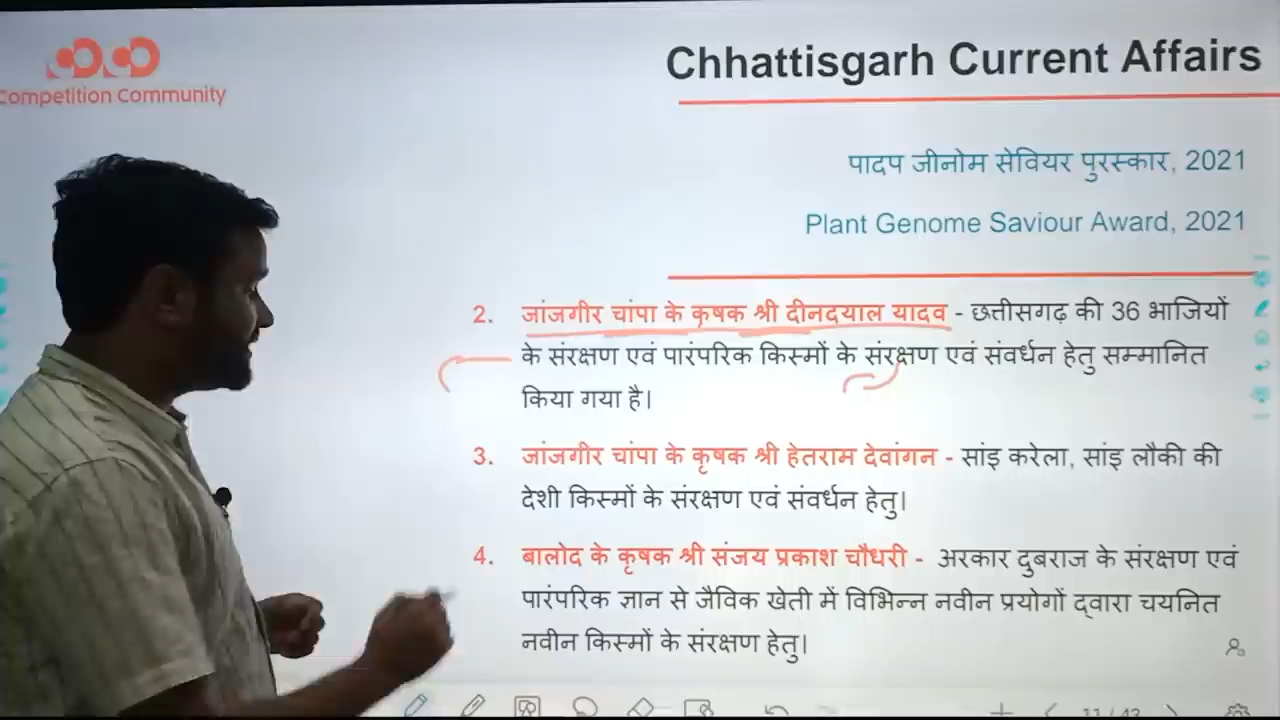 Competition Community
Chhattisgarh Current Affairs
पादप जीनोम सेवियर पुरस्कार, 2021
Plant Genome Saviour Award, 2021
2. जांजगीर चांपा के कृषक श्री दीनदयाल यादव - छत्तीसगढ़ की 36 भाजियों
के संरक्षण एवं पारंपरिक किस्मों के संरक्षण एवं संवर्धन हेतु सम्मानित
किया गया है।
3. जांजगीर चांपा के कृषक श्री हेतराम देवांगन - सांइ करेला, सांइ लौकी की
देशी किस्मों के संरक्षण एवं संवर्धन हेतु।
4. बालोद के कृषक श्री संजय प्रकाश चौधरी - अरकार दुबराज के संरक्षण एवं
पारंपरिक ज्ञान से जैविक खेती में विभिन्न नवीन प्रयोगों द्वारा चयनित
नवीन किस्मों के संरक्षण हेतु।